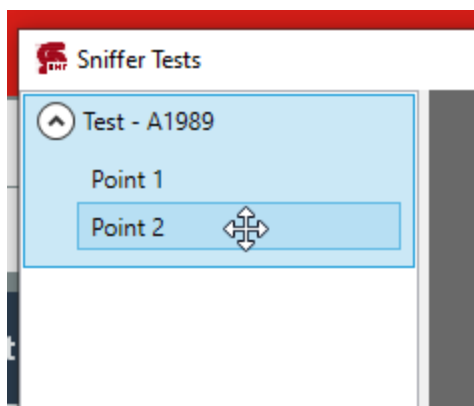 Sniffer Tests
Test - A1989
Point 1
Point 2
t